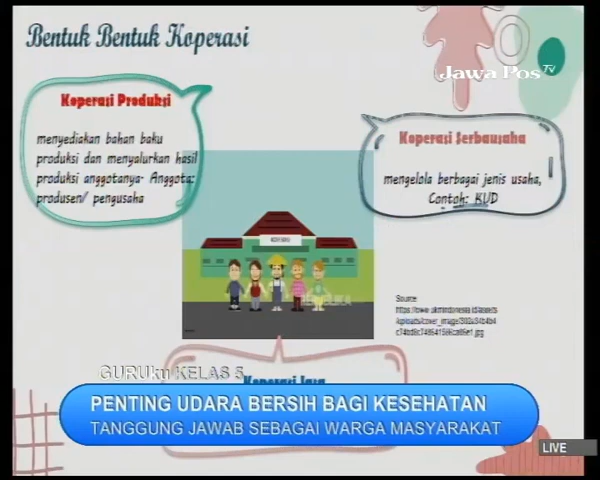 Bentuk Bentuk Koperasi
Jawa Pos TV
Koperasi Produksi
menyediakan bahan baku
produksi dan menyalurkan hasil
produksi anggotanya- Anggota:
produsen/ pengusaha
Koperasi Serbausaha
mengelola berbagai jenis usaha,
Contoh: KUD
Source:
GURUku KELAS 5
Koperasi Jasa
PENTING UDARA BERSIH BAGI KESEHATAN
TANGGUNG JAWAB SEBAGAI WARGA MASYARAKAT
LIVE